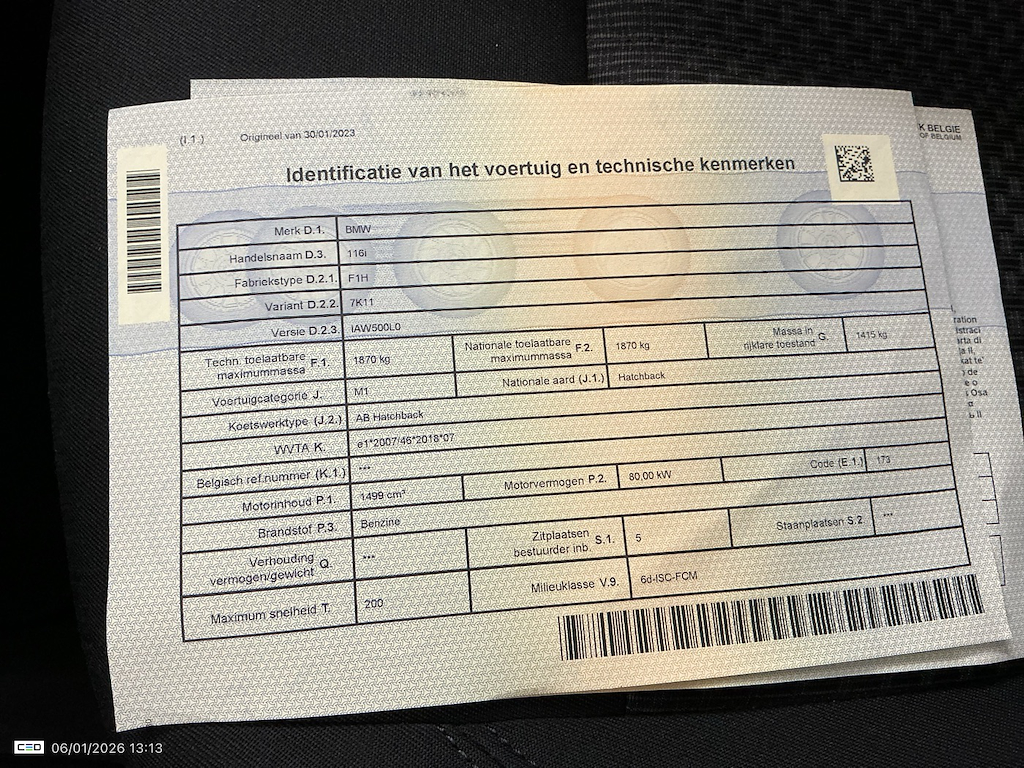 (I.1.) Origineel van 30/01/2023
K BELGIE
OF BELGIUM
Identificatie van het voertuig en technische kenmerken
Merk D.1. BMW
Handelsnaam D.3. 116i
Fabriekstype D.2.1. F1H
Variant D.2.2. 7K11
Versie D.2.3. IAW500L0
Techn. toelaatbare maximummassa F.1. 1870 kg Nationale toelaatbare maximummassa F.2. 1870 kg Massa in rijklare toestand G. 1415 kg
Voertuigcategorie J. M1 Nationale aard (J.1.) Hatchback
Koetswerktype (J.2.) AB Hatchback
WVTA K. e1*2007/46*2018*07
Belgisch ref.nummer (K.1.) ***
Motorinhoud P.1. 1499 cm³ Motorvermogen P.2. 80,00 kW Code (E.1.) 173
Brandstof P.3. Benzine
Verhouding vermogen/gewicht Q. *** Zitplaatsen bestuurder inb. S.1. 5 Staanplaatsen S.2. ***
Maximum snelheid T. 200 Milieuklasse V.9. 6d-ISC-FCM
CEO 06/01/2026 13:13